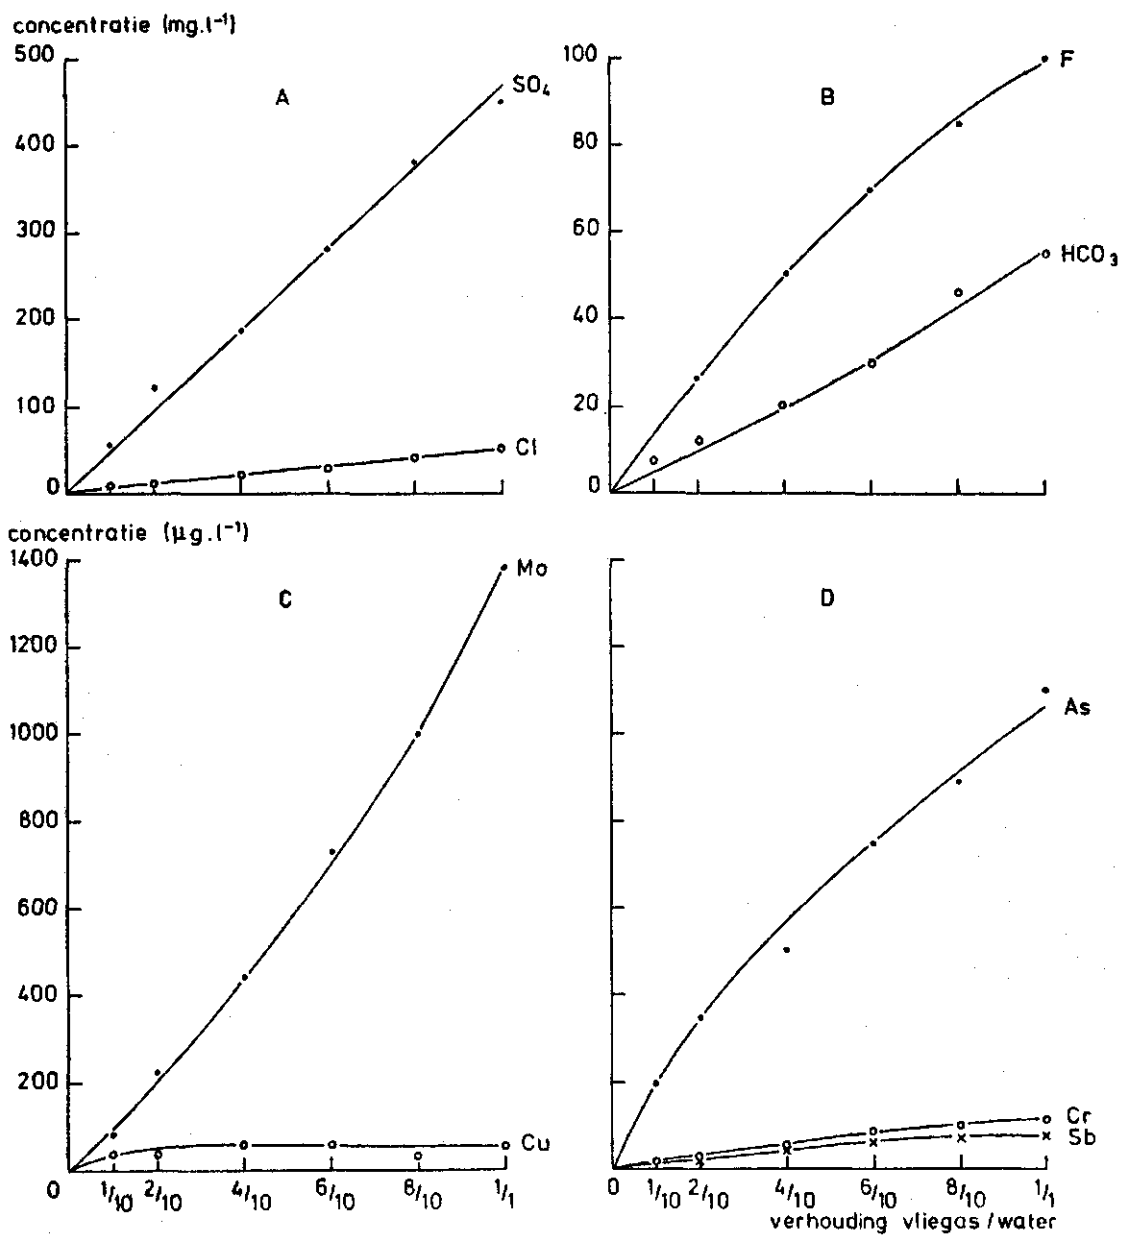 concentratie (mg.l⁻¹)
500
400
300
200
100
0
A
SO₄
Cl
100
80
60
40
20
0
B
F
HCO₃
concentratie (µg.l⁻¹)
1400
1200
1000
800
600
400
200
0
C
Mo
Cu
1/10 2/10 4/10 6/10 8/10 1/1
D
As
Cr
Sb
0 1/10 2/10 4/10 6/10 8/10 1/1
verhouding vliegas/water